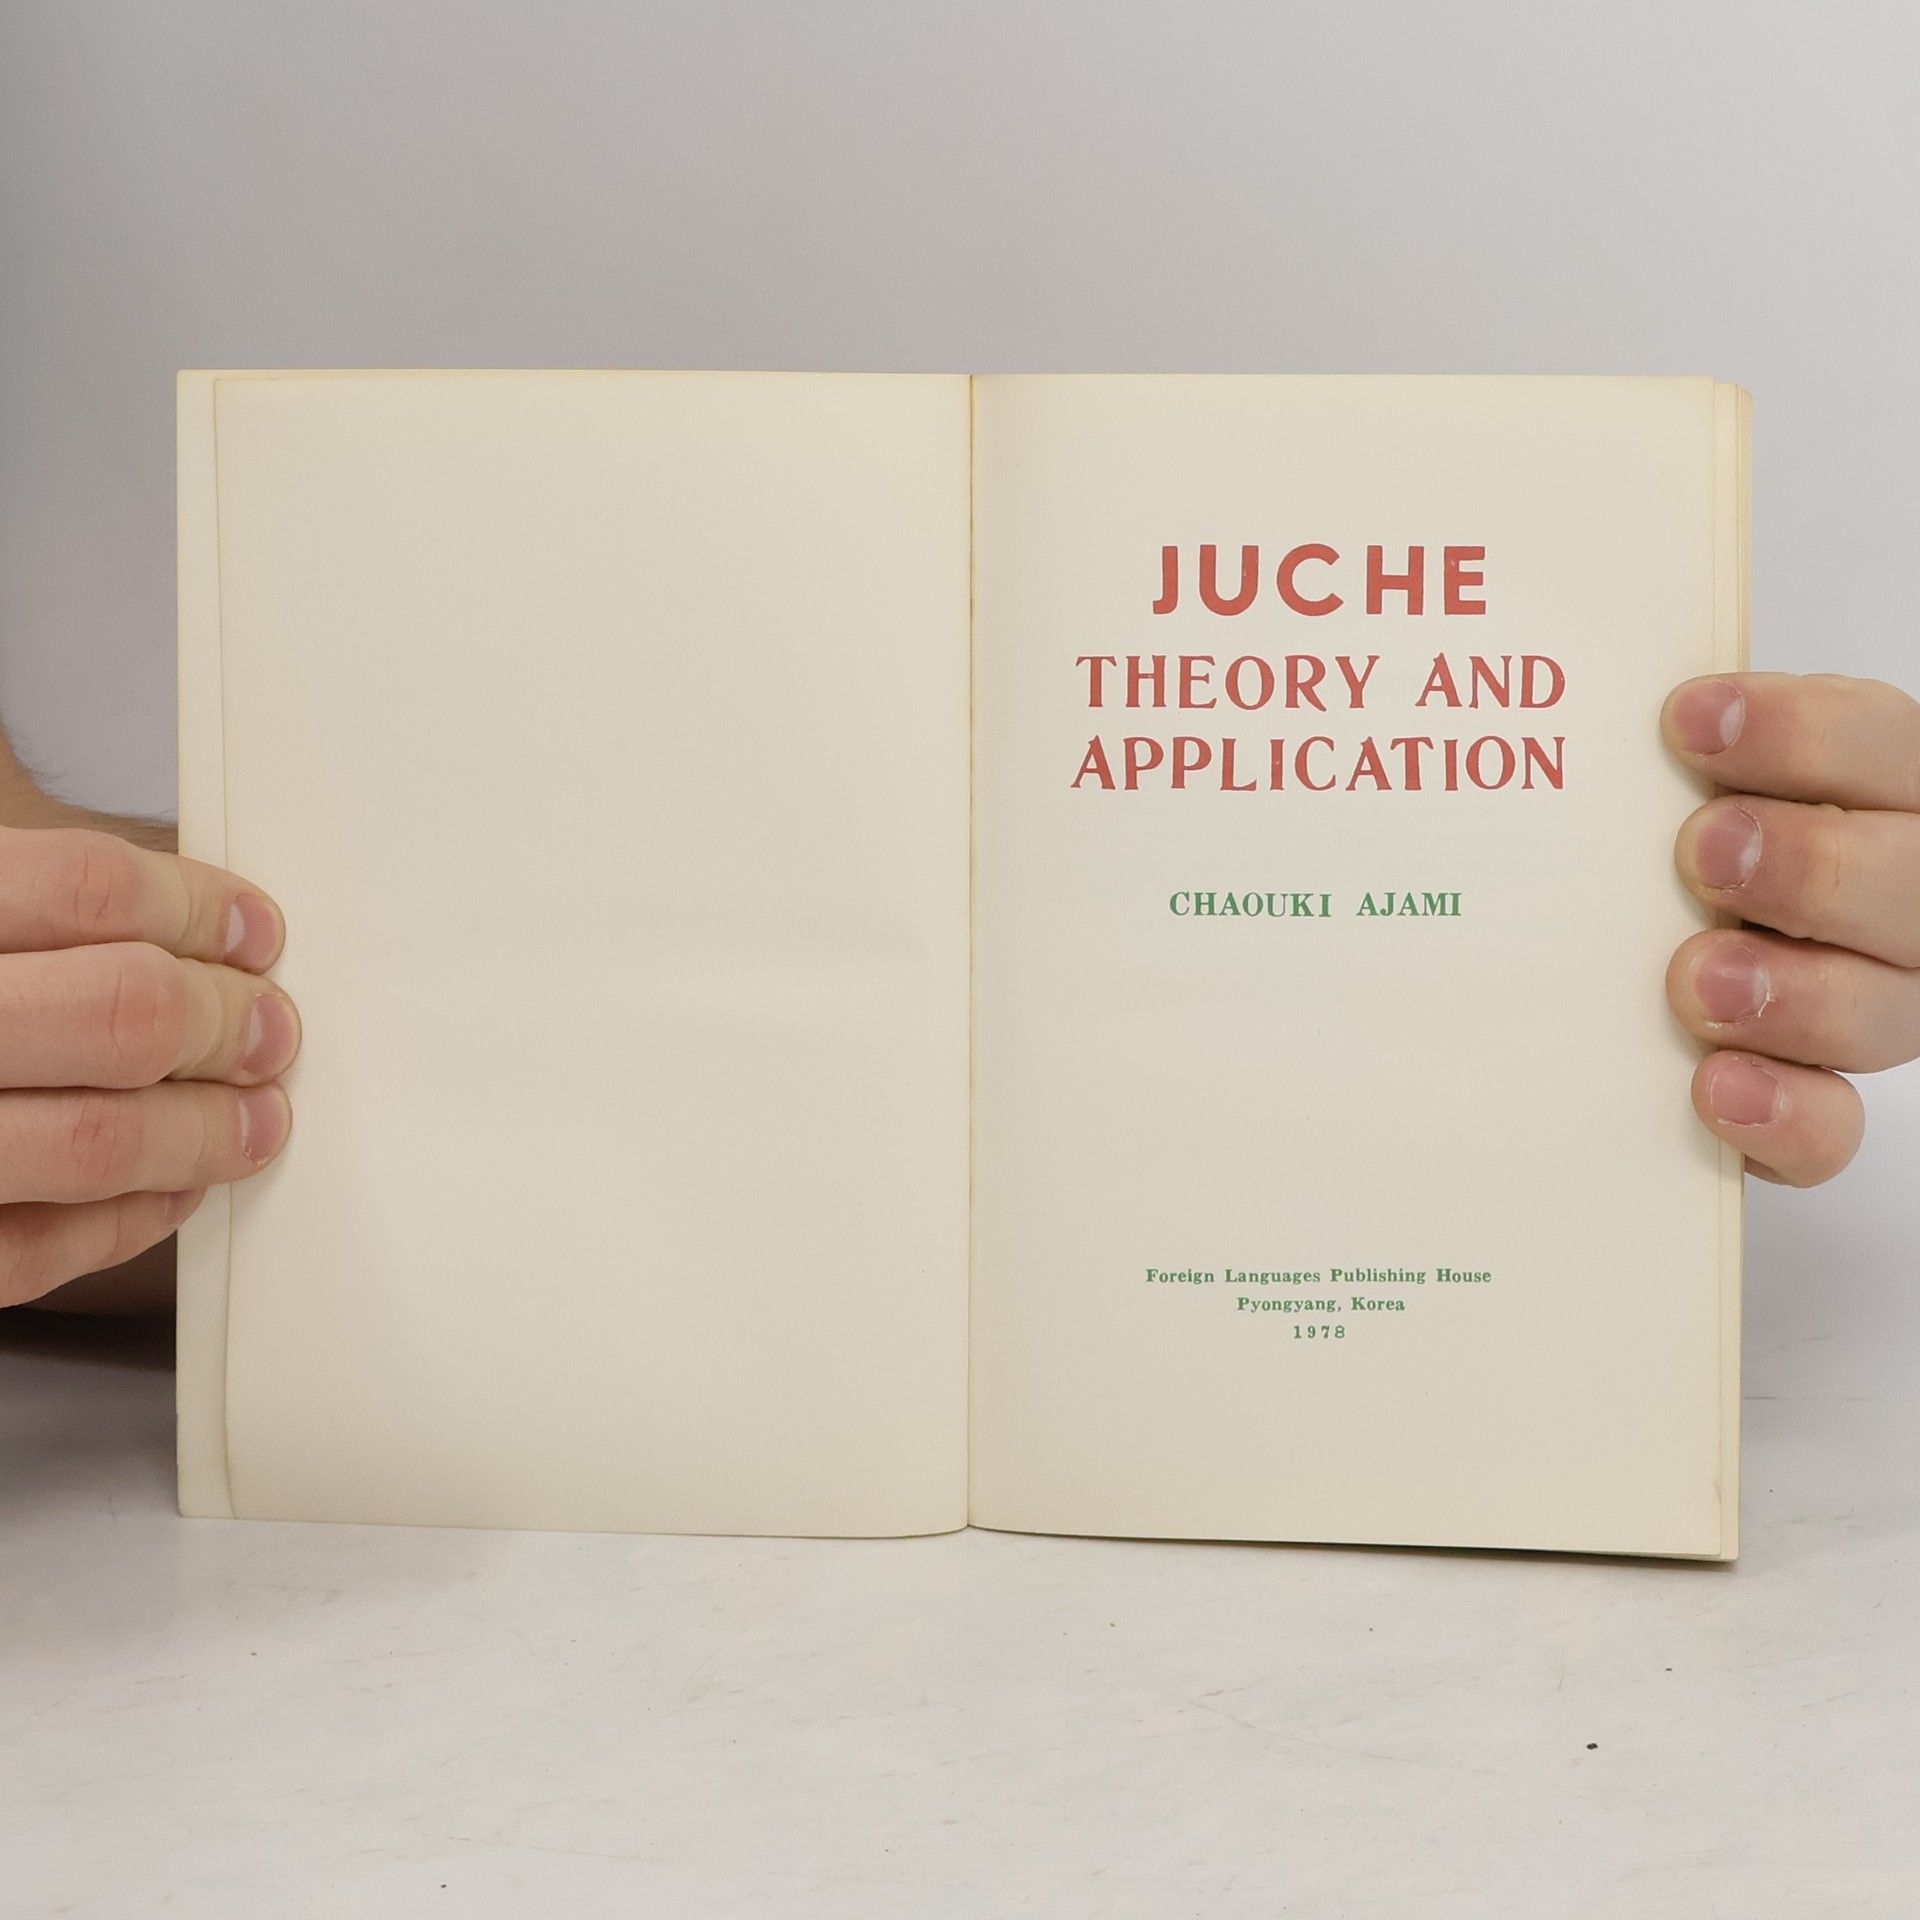 JUCHE
THEORY AND
APPLICATION
CHAOUKI AJAMI
Foreign Languages Publishing House
Pyongyang, Korea
1978